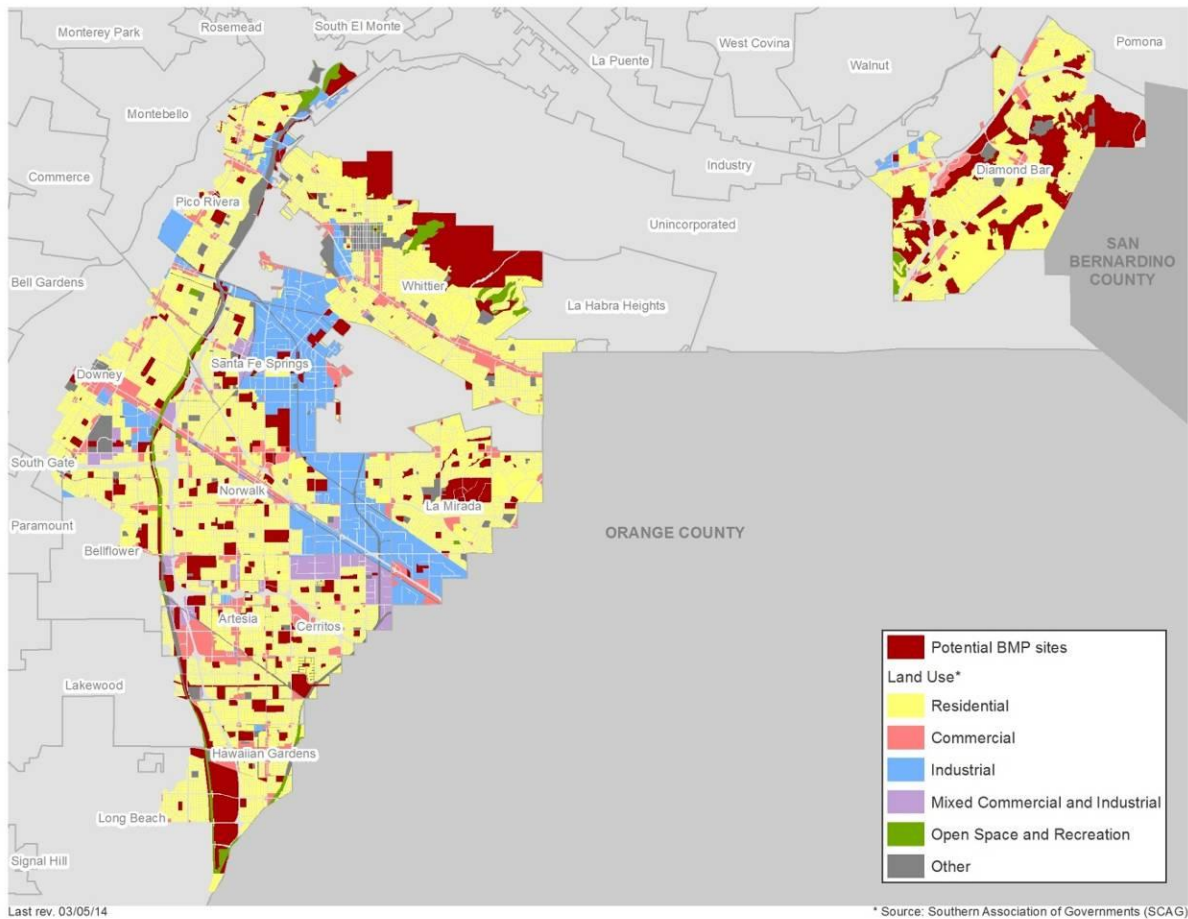 Rosemead
South El Monte
Monterey Park
West Covina
Pomona
La Puente
Walnut
Montebello
Industry
Commerce
Diamond Bar
Pico Rivera
Unincorporated
SAN
BERNARDINO
COUNTY
Bell Gardens
Whittier
La Habra Heights
Santa Fe Springs
Downey
South Gate
Norwalk
La Mirada
Paramount
ORANGE COUNTY
Bellflower
Artesia
Cerritos
Lakewood
Hawaiian Gardens
Long Beach
Signal Hill
Potential BMP sites
Land Use*
Residential
Commercial
Industrial
Mixed Commercial and Industrial
Open Space and Recreation
Other
Last rev. 03/05/14
* Source: Southern Association of Governments (SCAG)